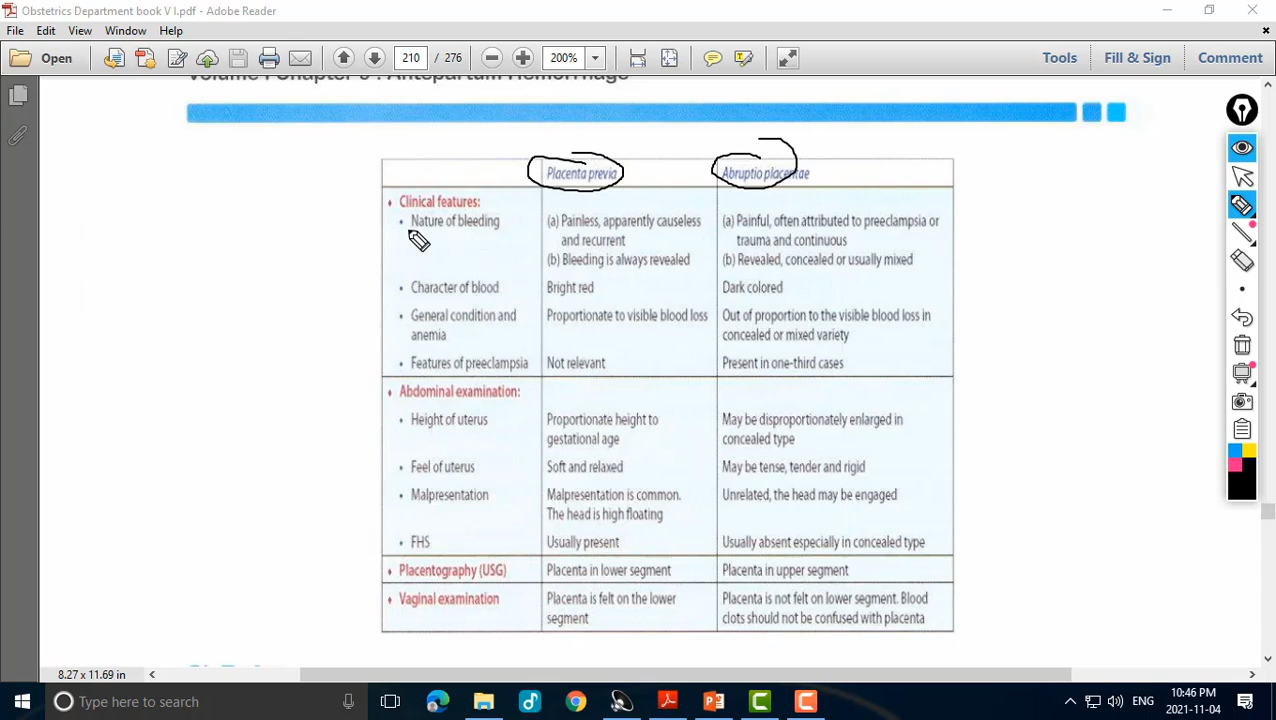 Obstetrics Department book V I.pdf - Adobe Reader
File Edit View Window Help
Open 210 / 276 200% Tools Fill & Sign Comment
Volume I Chapter Antepartum Hemorrhage
Placenta previa Abruptio placentae
Clinical features:
Nature of bleeding (a) Painless, apparently causeless (a) Painful, often attributed to preeclampsia or
and recurrent trauma and continuous
(b) Bleeding is always revealed (b) Revealed, concealed or usually mixed
Character of blood Bright red Dark colored
General condition and Proportionate to visible blood loss Out of proportion to the visible blood loss in
anemia concealed or mixed variety
Features of preeclampsia Not relevant Present in one-third cases
Abdominal examination:
Height of uterus Proportionate height to May be disproportionately enlarged in
gestational age concealed type
Feel of uterus Soft and relaxed May be tense, tender and rigid
Malpresentation Malpresentation is common. Unrelated, the head may be engaged
The head is high floating
FHS Usually present Usually absent especially in concealed type
Placentography (USG) Placenta in lower segment Placenta in upper segment
Vaginal examination Placenta is felt on the lower Placenta is not felt on lower segment. Blood
segment clots should not be confused with placenta
8.27 x 11.69 in
Type here to search ENG 10:46 PM
2021-11-04